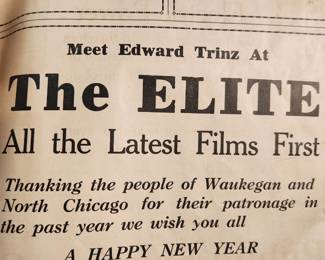 Meet Edward Trinz At
The ELITE
All the Latest Films First
Thanking the people of Waukegan and
North Chicago for their patronage in
the past year we wish you all
A HAPPY NEW YEAR